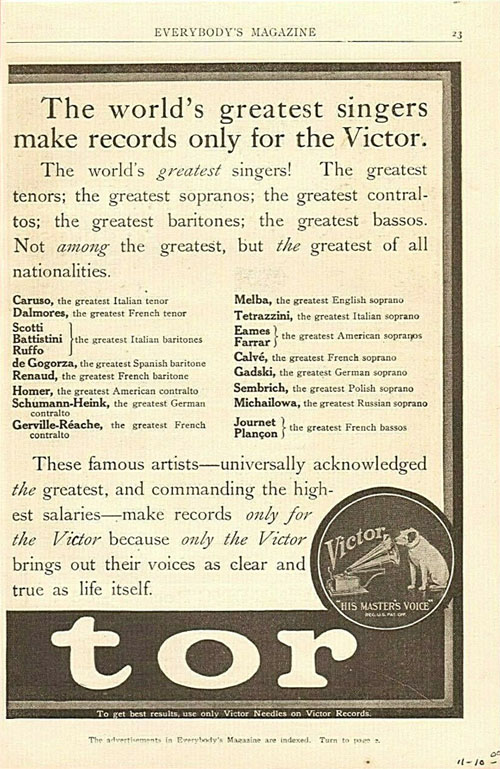 EVERYBODY'S MAGAZINE 23
The world's greatest singers
make records only for the Victor.
The world's greatest singers! The greatest
tenors; the greatest sopranos; the greatest contral-
tos; the greatest baritones; the greatest bassos.
Not among the greatest, but the greatest of all
nationalities.
Caruso, the greatest Italian tenor
Dalmores, the greatest French tenor
Scotti
Battistini } the greatest Italian baritones
Ruffo
de Gogorza, the greatest Spanish baritone
Renaud, the greatest French baritone
Homer, the greatest American contralto
Schumann-Heink, the greatest German
contralto
Gerville-Réache, the greatest French
contralto
Melba, the greatest English soprano
Tetrazzini, the greatest Italian soprano
Eames
Farrar } the greatest American sopranos
Calvé, the greatest French soprano
Gadski, the greatest German soprano
Sembrich, the greatest Polish soprano
Michailowa, the greatest Russian soprano
Journet
Plançon } the greatest French bassos
These famous artists—universally acknowledged
the greatest, and commanding the high-
est salaries—make records only for
the Victor because only the Victor
brings out their voices as clear and
true as life itself.
Victor
"HIS MASTER'S VOICE"
REG. U.S. PAT. OFF.
tor
To get best results, use only Victor Needles on Victor Records.
The advertisements in Everybody's Magazine are indexed. Turn to page 2.
11-10-